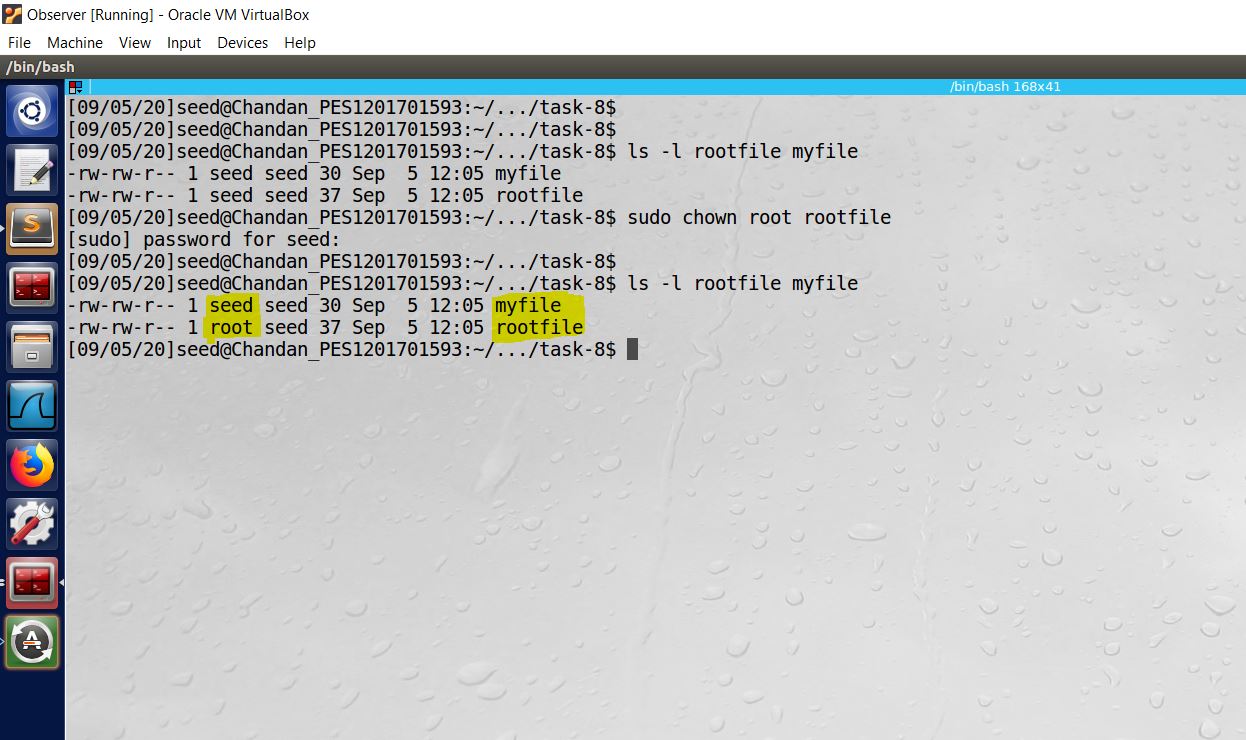 Observer [Running] - Oracle VM VirtualBox
File Machine View Input Devices Help
/bin/bash
/bin/bash 168x41
[09/05/20]seed@Chandan_PES1201701593:~/.../task-8$
[09/05/20]seed@Chandan_PES1201701593:~/.../task-8$
[09/05/20]seed@Chandan_PES1201701593:~/.../task-8$ ls -l rootfile myfile
-rw-rw-r-- 1 seed seed 30 Sep  5 12:05 myfile
-rw-rw-r-- 1 seed seed 37 Sep  5 12:05 rootfile
[09/05/20]seed@Chandan_PES1201701593:~/.../task-8$ sudo chown root rootfile
[sudo] password for seed:
[09/05/20]seed@Chandan_PES1201701593:~/.../task-8$
[09/05/20]seed@Chandan_PES1201701593:~/.../task-8$ ls -l rootfile myfile
-rw-rw-r-- 1 seed seed 30 Sep  5 12:05 myfile
-rw-rw-r-- 1 root seed 37 Sep  5 12:05 rootfile
[09/05/20]seed@Chandan_PES1201701593:~/.../task-8$